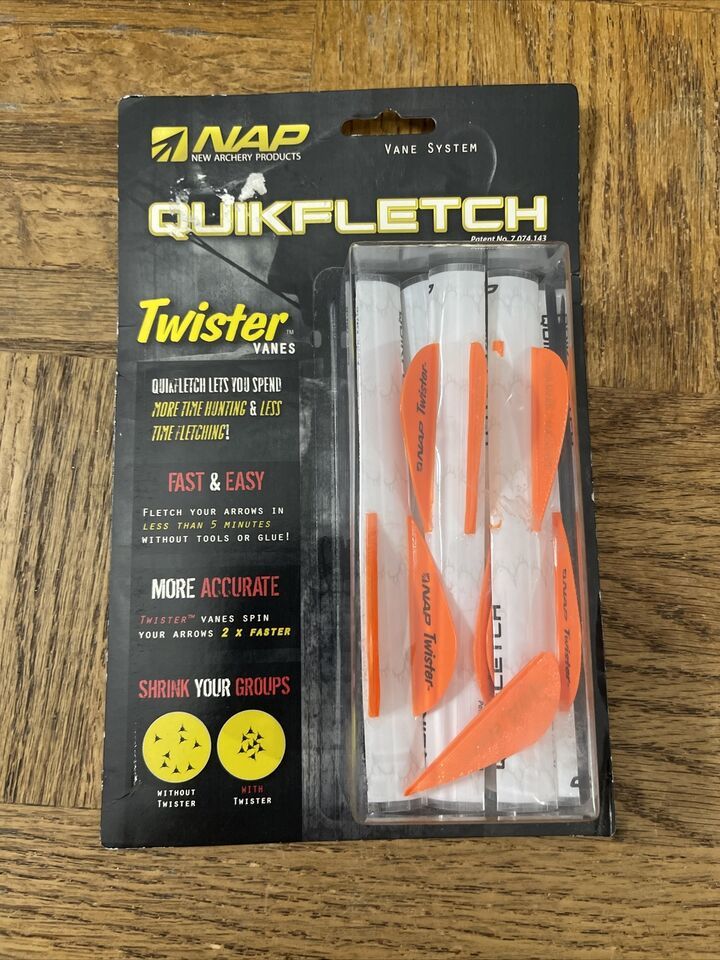 NAP
NEW ARCHERY PRODUCTS
VANE SYSTEM
QUIKFLETCH
Patent No. 7,074,143
Twister™
VANES
QUIKFLETCH LETS YOU SPEND
MORE TIME HUNTING & LESS
TIME FLETCHING!
FAST & EASY
FLETCH YOUR ARROWS IN
LESS THAN 5 MINUTES
WITHOUT TOOLS OR GLUE!
MORE ACCURATE
TWISTER™ VANES SPIN
YOUR ARROWS 2 X FASTER
SHRINK YOUR GROUPS
WITHOUT
TWISTER
WITH
TWISTER
NAP Twister
NAP Twister
NAP Twister